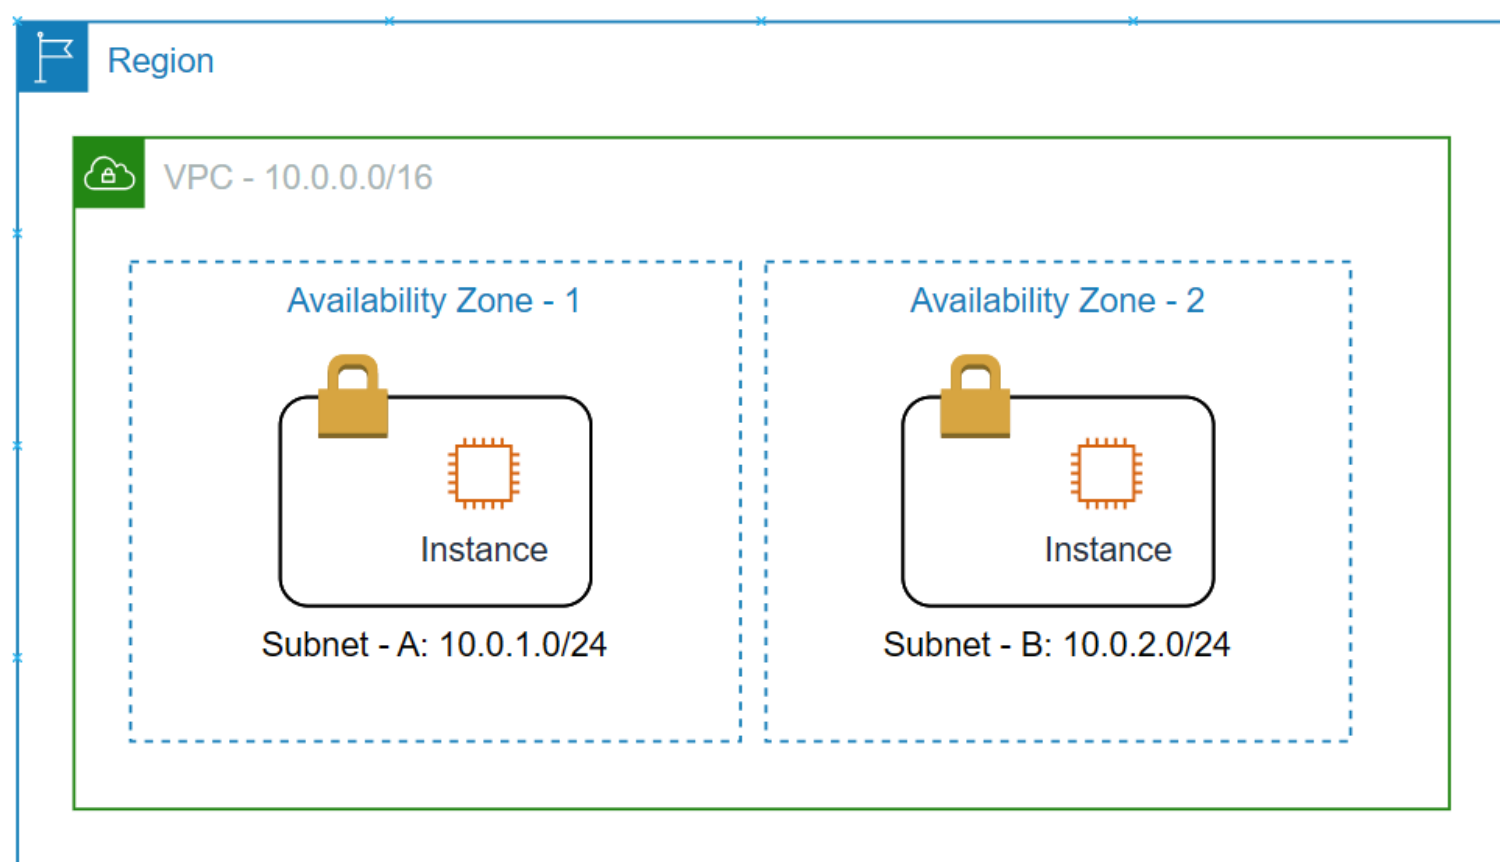 Region
VPC - 10.0.0.0/16
Availability Zone - 1
Availability Zone - 2
Instance
Instance
Subnet - A: 10.0.1.0/24
Subnet - B: 10.0.2.0/24